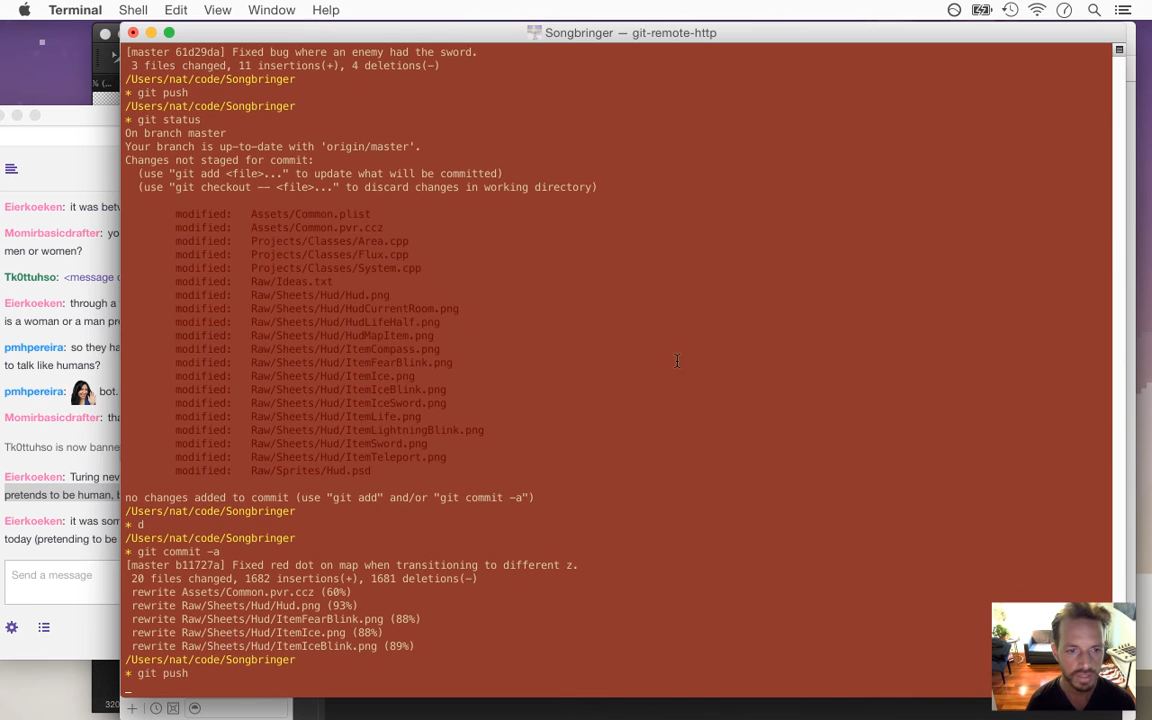 Terminal Shell Edit View Window Help
Songbringer — git-remote-http
[master 61d29da] Fixed bug where an enemy had the sword.
3 files changed, 11 insertions(+), 4 deletions(-)
/Users/nat/code/Songbringer
* git push
/Users/nat/code/Songbringer
* git status
On branch master
Your branch is up-to-date with 'origin/master'.
Changes not staged for commit:
(use "git add <file>..." to update what will be committed)
(use "git checkout -- <file>..." to discard changes in working directory)
modified: Assets/Common.plist
modified: Assets/Common.pvr.ccz
modified: Projects/Classes/Area.cpp
modified: Projects/Classes/Flux.cpp
modified: Projects/Classes/System.cpp
modified: Raw/Ideas.txt
modified: Raw/Sheets/Hud/Hud.png
modified: Raw/Sheets/Hud/HudCurrentRoom.png
modified: Raw/Sheets/Hud/HudLifeHalf.png
modified: Raw/Sheets/Hud/HudMapItem.png
modified: Raw/Sheets/Hud/ItemCompass.png
modified: Raw/Sheets/Hud/ItemFearBlink.png
modified: Raw/Sheets/Hud/ItemIce.png
modified: Raw/Sheets/Hud/ItemIceBlink.png
modified: Raw/Sheets/Hud/ItemIceSword.png
modified: Raw/Sheets/Hud/ItemLife.png
modified: Raw/Sheets/Hud/ItemLightningBlink.png
modified: Raw/Sheets/Hud/ItemSword.png
modified: Raw/Sheets/Hud/ItemTeleport.png
modified: Raw/Sprites/Hud.psd
no changes added to commit (use "git add" and/or "git commit -a")
/Users/nat/code/Songbringer
* d
/Users/nat/code/Songbringer
* git commit -a
[master b11727a] Fixed red dot on map when transitioning to different z.
20 files changed, 1682 insertions(+), 1681 deletions(-)
rewrite Assets/Common.pvr.ccz (60%)
rewrite Raw/Sheets/Hud/Hud.png (93%)
rewrite Raw/Sheets/Hud/ItemFearBlink.png (88%)
rewrite Raw/Sheets/Hud/ItemIce.png (88%)
rewrite Raw/Sheets/Hud/ItemIceBlink.png (89%)
/Users/nat/code/Songbringer
* git push
% (...
Eierkoeken: it was bet
Momirbasicdrafter: yo
men or women?
Tk0ttuhso: <message
Eierkoeken: through a
is a woman or a man pr
pmhpereira: so they ha
to talk like humans?
pmhpereira: bot.
Momirbasicdrafter: tha
Tk0ttuhso is now banne
Eierkoeken: Turing nev
pretends to be human,
Eierkoeken: it was som
today (pretending to be
Send a message
320